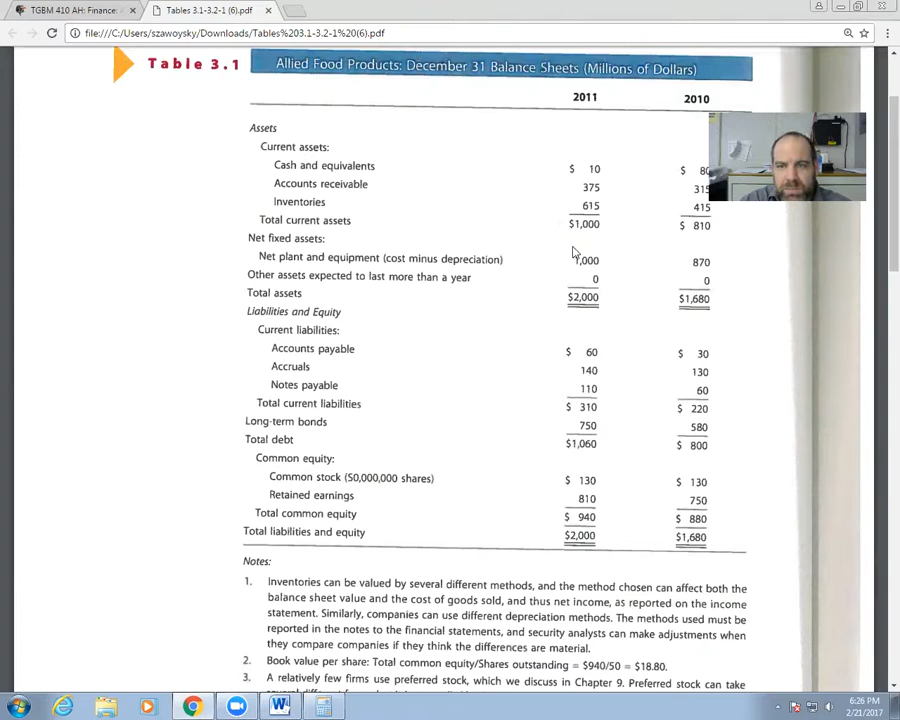 TGBM 410 AH: Finance: A
Tables 3.1-3.2-1 (6).pdf
file:///C:/Users/szawoysky/Downloads/Tables%203.1-3.2-1%20(6).pdf
Table 3.1
Allied Food Products: December 31 Balance Sheets (Millions of Dollars)
2011 2010
Assets
Current assets:
Cash and equivalents $ 10 $ 80
Accounts receivable 375 315
Inventories 615 415
Total current assets $1,000 $ 810
Net fixed assets:
Net plant and equipment (cost minus depreciation) 1,000 870
Other assets expected to last more than a year 0 0
Total assets $2,000 $1,680
Liabilities and Equity
Current liabilities:
Accounts payable $ 60 $ 30
Accruals 140 130
Notes payable 110 60
Total current liabilities $ 310 $ 220
Long-term bonds 750 580
Total debt $1,060 $ 800
Common equity:
Common stock (50,000,000 shares) $ 130 $ 130
Retained earnings 810 750
Total common equity $ 940 $ 880
Total liabilities and equity $2,000 $1,680
Notes:
1. Inventories can be valued by several different methods, and the method chosen can affect both the
balance sheet value and the cost of goods sold, and thus net income, as reported on the income
statement. Similarly, companies can use different depreciation methods. The methods used must be
reported in the notes to the financial statements, and security analysts can make adjustments when
they compare companies if they think the differences are material.
2. Book value per share: Total common equity/Shares outstanding = $940/50 = $18.80.
3. A relatively few firms use preferred stock, which we discuss in Chapter 9. Preferred stock can take
6:26 PM
2/21/2017